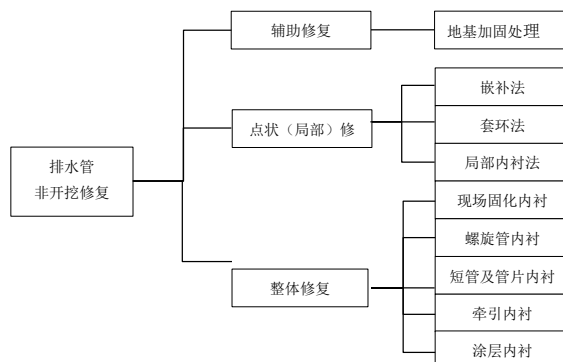 辅助修复
地基加固处理
嵌补法
点状（局部）修
套环法
局部内衬法
排水管
非开挖修复
现场固化内衬
螺旋管内衬
短管及管片内衬
整体修复
牵引内衬
涂层内衬